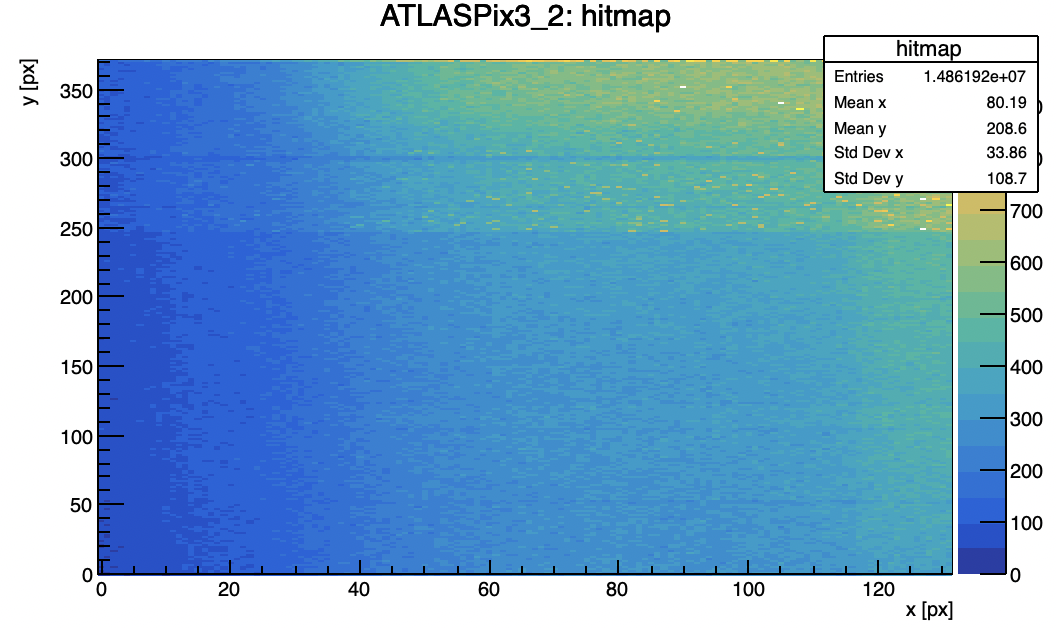 ATLASPix3_2: hitmap
hitmap
Entries 1.486192e+07
Mean x 80.19
Mean y 208.6
Std Dev x 33.86
Std Dev y 108.7
y [px]
350
300
250
200
150
100
50
0
0 20 40 60 80 100 120
x [px]
700
600
500
400
300
200
100
0